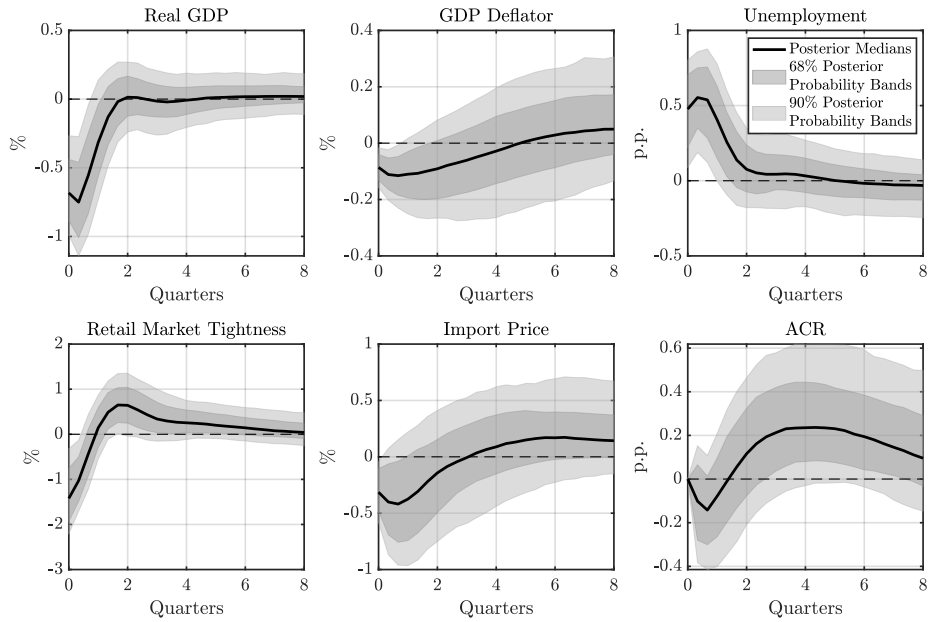 Real GDP
0.5
0
-0.5
-1
%
0 2 4 6 8
Quarters
GDP Deflator
0.4
0.2
0
0.2
0.4
%
0 2 4 6 8
Quarters
Unemployment
1
0.5
0
0.5
p.p.
Posterior Medians
68% Posterior
Probability Bands
90% Posterior
Probability Bands
0 2 4 6 8
Quarters
Retail Market Tightness
2
1
0
-1
-2
-3
%
0 2 4 6 8
Quarters
Import Price
1
0.5
0
-0.5
1
%
0 2 4 6 8
Quarters
ACR
0.6
0.4
0.2
0
-0.2
-0.4
p.p.
0 2 4 6 8
Quarters